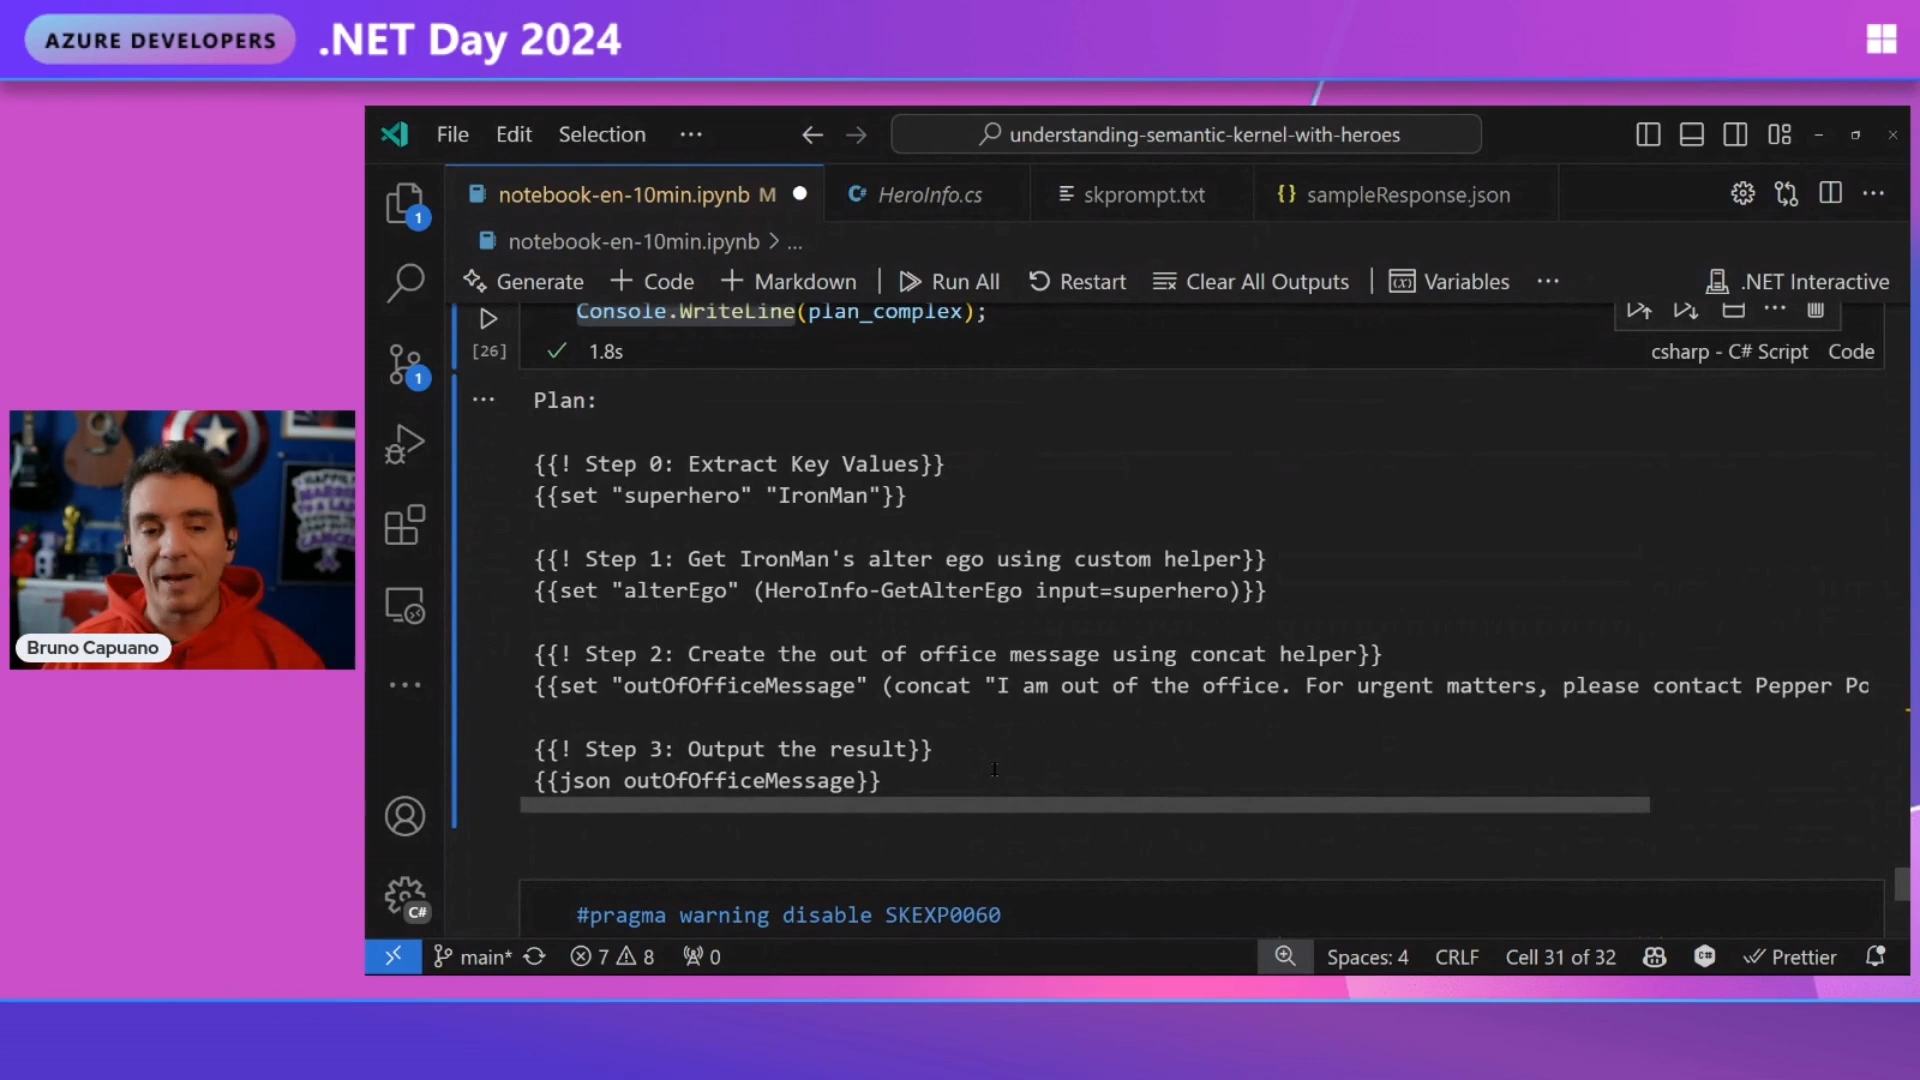 AZURE DEVELOPERS .NET Day 2024
File Edit Selection ··· understanding-semantic-kernel-with-heroes
notebook-en-10min.ipynb M HeroInfo.cs skprompt.txt {} sampleResponse.json
notebook-en-10min.ipynb > ...
Generate + Code + Markdown Run All Restart Clear All Outputs Variables ··· .NET Interactive
Console.WriteLine(plan_complex);
[26] 1.8s csharp - C# Script Code
Plan:
{{! Step 0: Extract Key Values}}
{{set "superhero" "IronMan"}}
{{! Step 1: Get IronMan's alter ego using custom helper}}
{{set "alterEgo" (HeroInfo-GetAlterEgo input=superhero)}}
{{! Step 2: Create the out of office message using concat helper}}
{{set "outOfOfficeMessage" (concat "I am out of the office. For urgent matters, please contact Pepper Po
{{! Step 3: Output the result}}
{{json outOfOfficeMessage}}
#pragma warning disable SKEXP0060
main* 7 8 0 Spaces: 4 CRLF Cell 31 of 32 Prettier
1
1
C#
Bruno Capuano